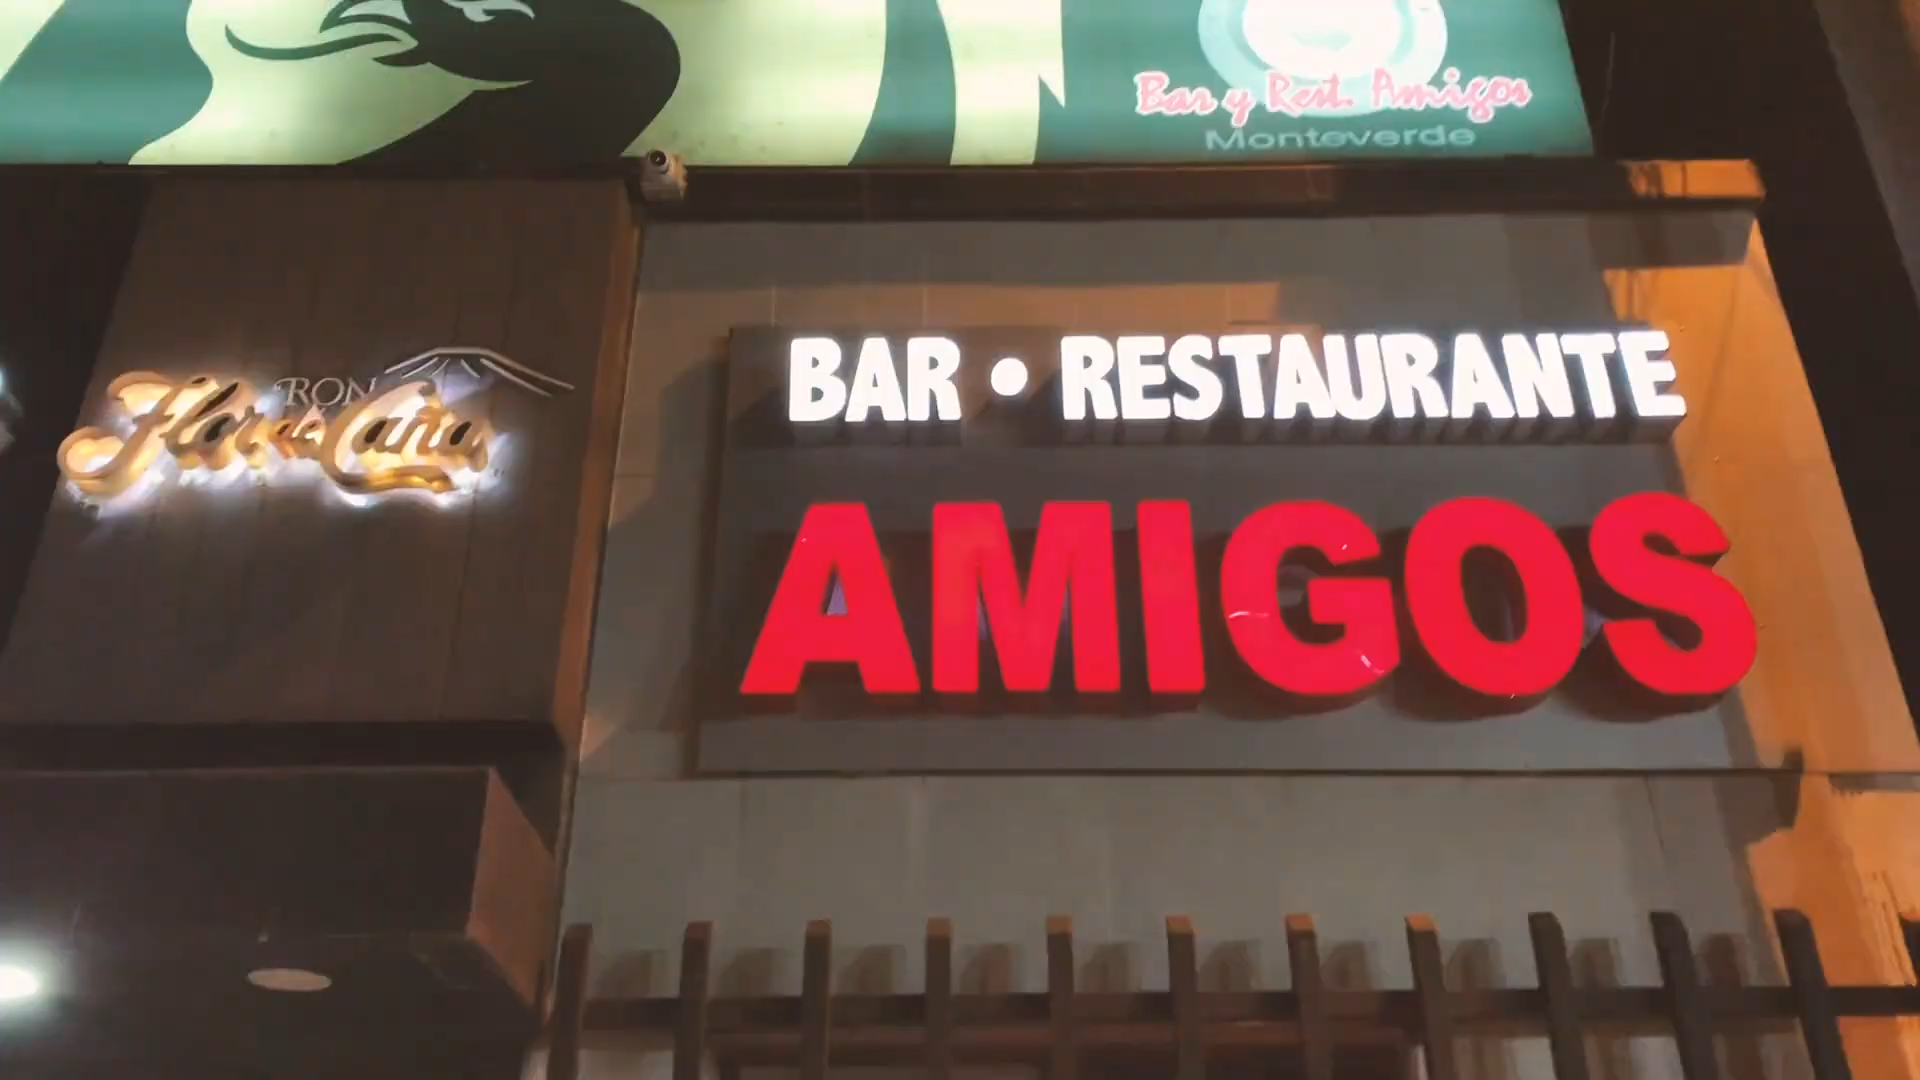 Bar y Rest. Amigos
Monteverde
RON
Flor de Caña
BAR • RESTAURANTE
AMIGOS